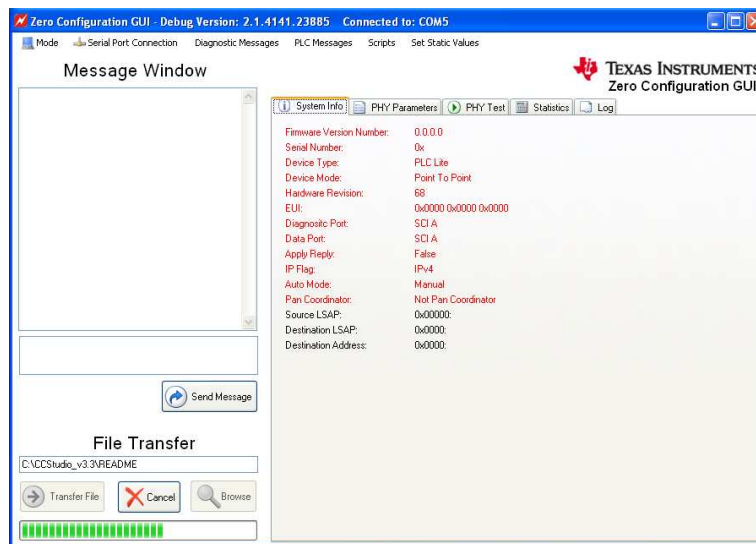 Zero Configuration GUI - Debug Version: 2.1.4141.23885 Connected to: COM5
Mode Serial Port Connection Diagnostic Messages PLC Messages Scripts Set Static Values
Message Window
TEXAS INSTRUMENTS
Zero Configuration GUI
System Info PHY Parameters PHY Test Statistics Log
Firmware Version Number: 0.0.0.0
Serial Number: 0x
Device Type: PLC Lite
Device Mode: Point To Point
Hardware Revision: 68
EUI: 0x0000 0x0000 0x0000
Diagnositc Port: SCI A
Data Port: SCI A
Apply Reply: False
IP Flag: IPv4
Auto Mode: Manual
Pan Coordinator: Not Pan Coordinator
Source LSAP: 0x00000:
Destination LSAP: 0x0000:
Destination Address: 0x0000:
Send Message
File Transfer
C:\CCStudio_v3.3\README
Transfer File Cancel Browse